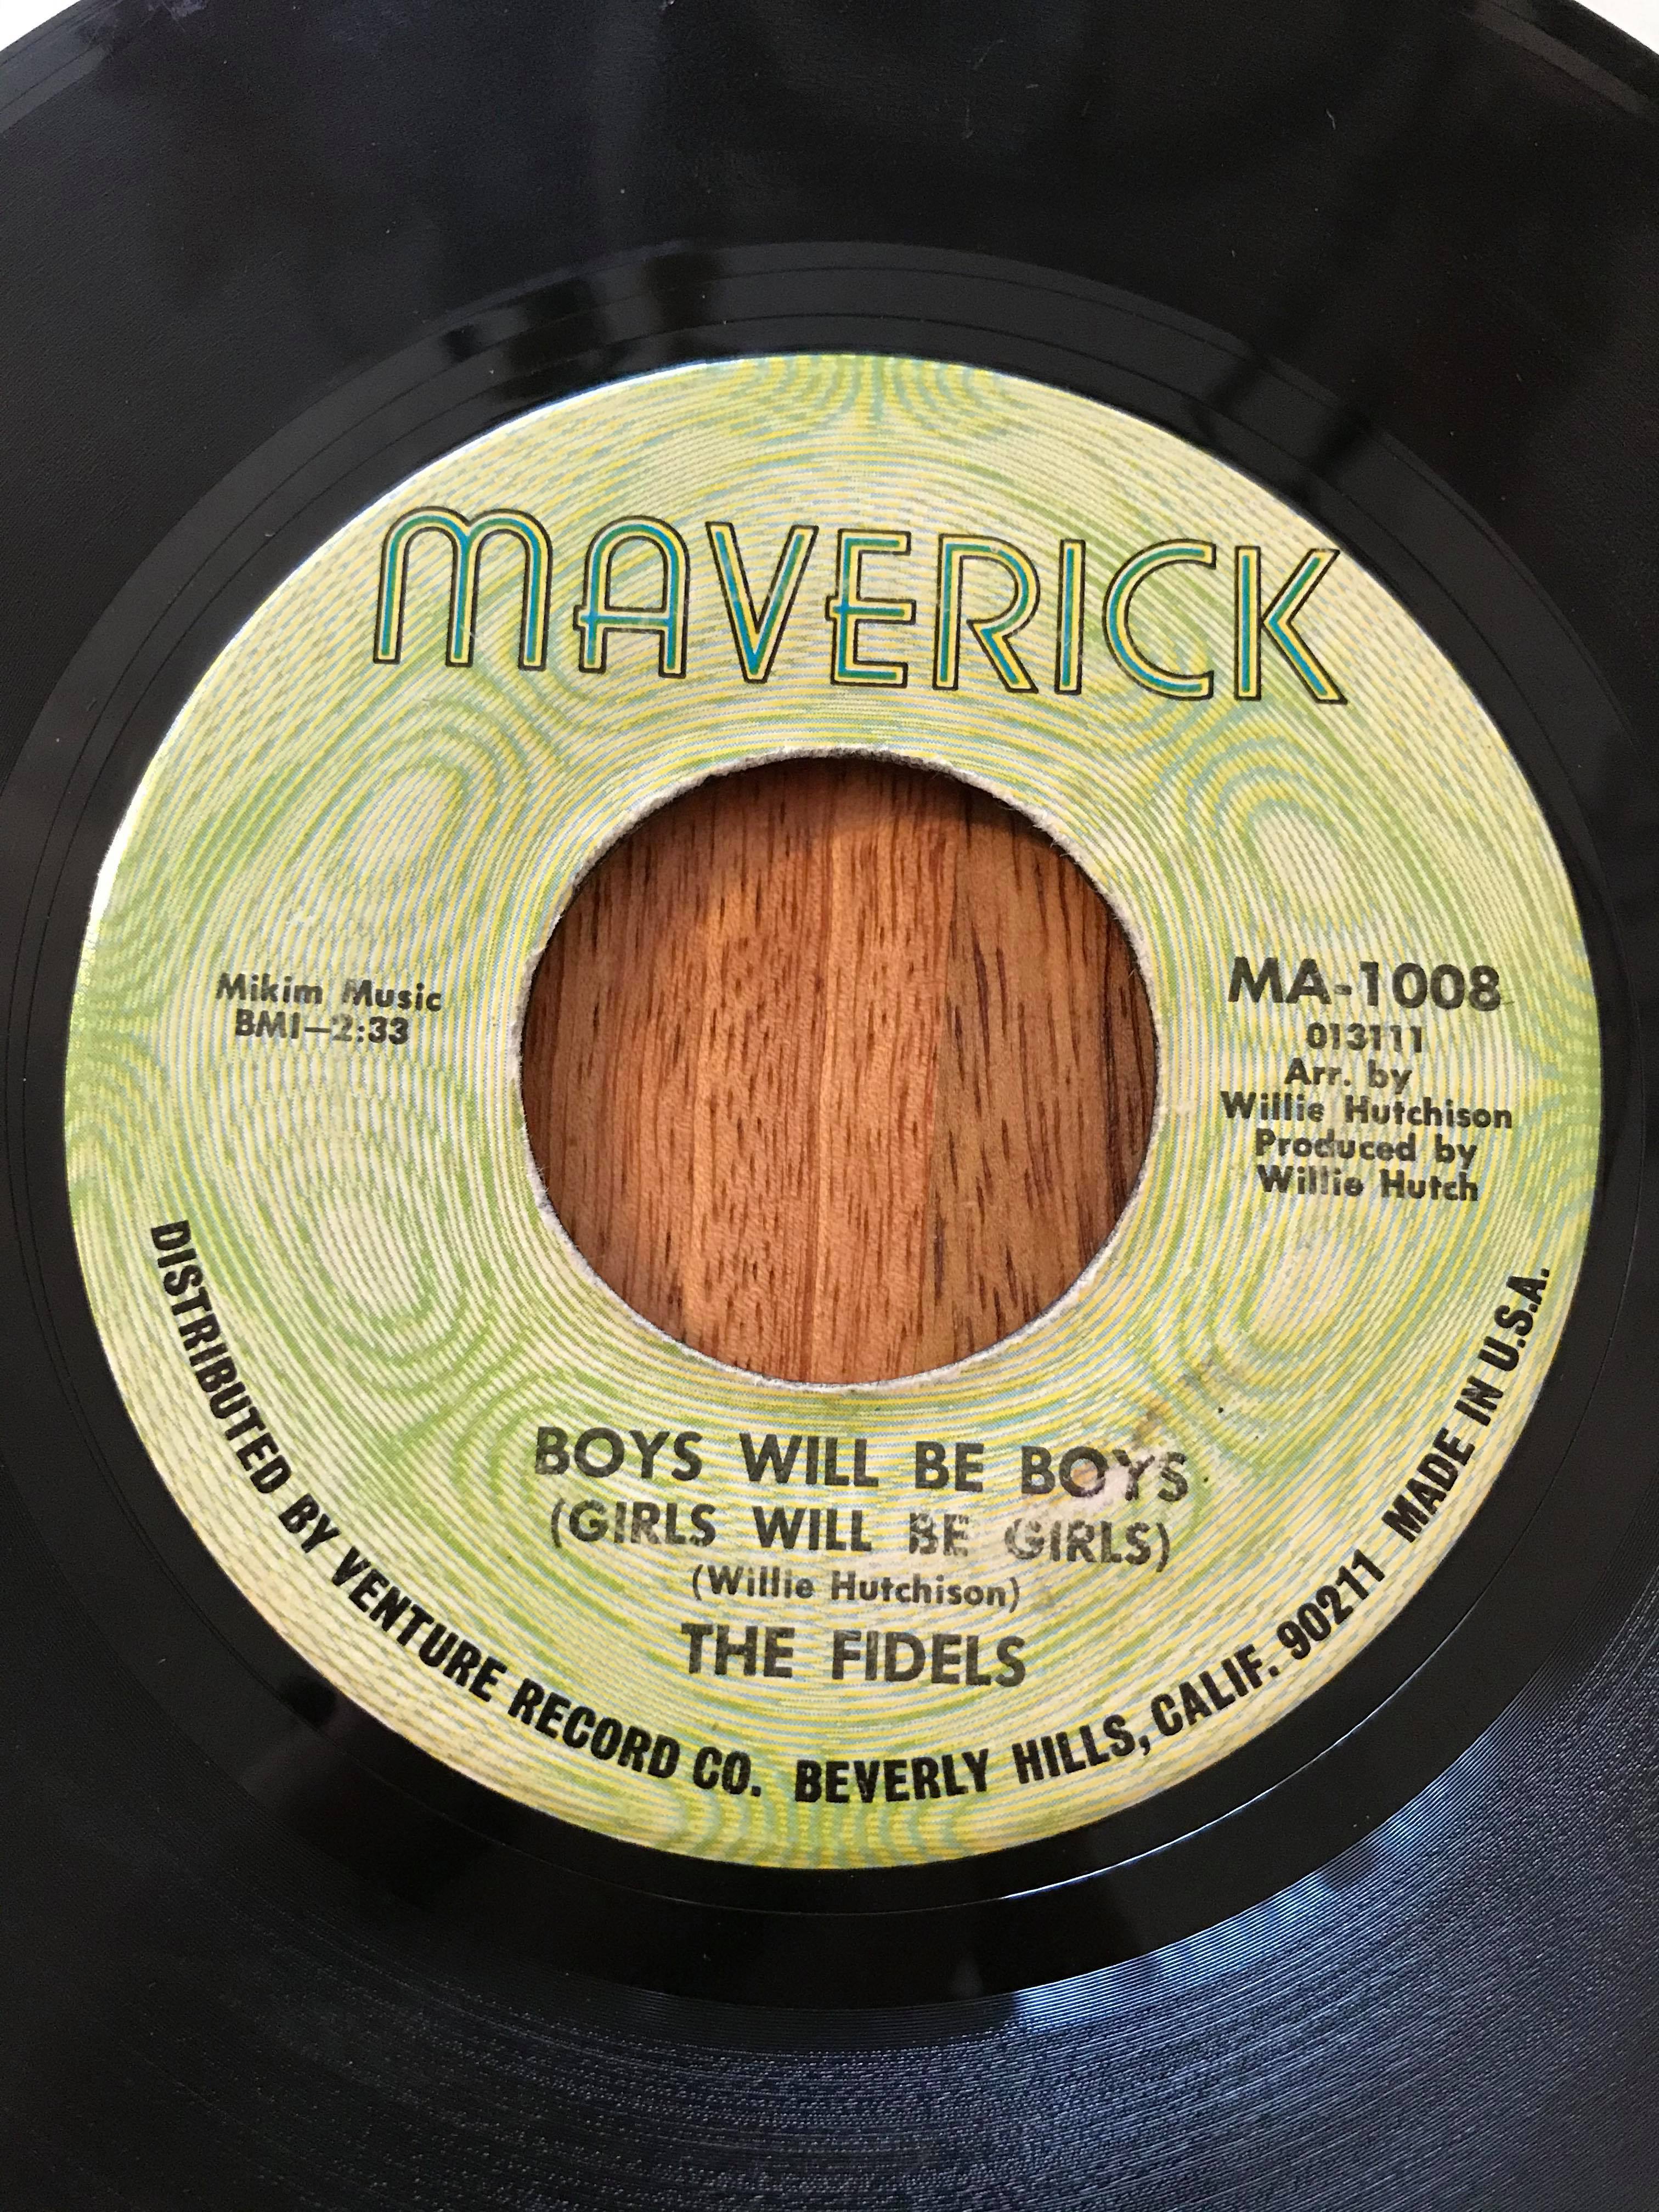 MAVERICK
Mikim Music
BMI—2:33
MA-1008
013111
Arr. by
Willie Hutchison
Produced by
Willie Hutch
BOYS WILL BE BOYS
(GIRLS WILL BE GIRLS)
(Willie Hutchison)
THE FIDELS
DISTRIBUTED BY VENTURE RECORD CO. BEVERLY HILLS, CALIF. 90211 MADE IN U.S.A.